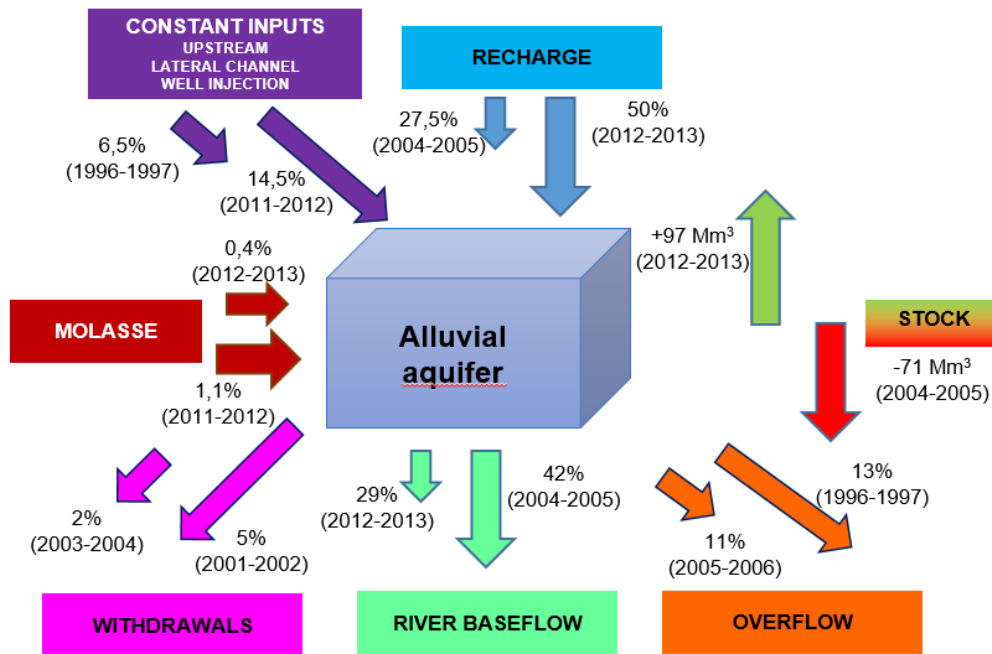 CONSTANT INPUTS
UPSTREAM
LATERAL CHANNEL
WELL INJECTION
RECHARGE
6,5%
(1996-1997)
14,5%
(2011-2012)
27,5%
(2004-2005)
50%
(2012-2013)
0,4%
(2012-2013)
MOLASSE
1,1%
(2011-2012)
Alluvial
aquifer
+97 Mm³
(2012-2013)
STOCK
-71 Mm³
(2004-2005)
2%
(2003-2004)
5%
(2001-2002)
29%
(2012-2013)
42%
(2004-2005)
11%
(2005-2006)
13%
(1996-1997)
WITHDRAWALS
RIVER BASEFLOW
OVERFLOW